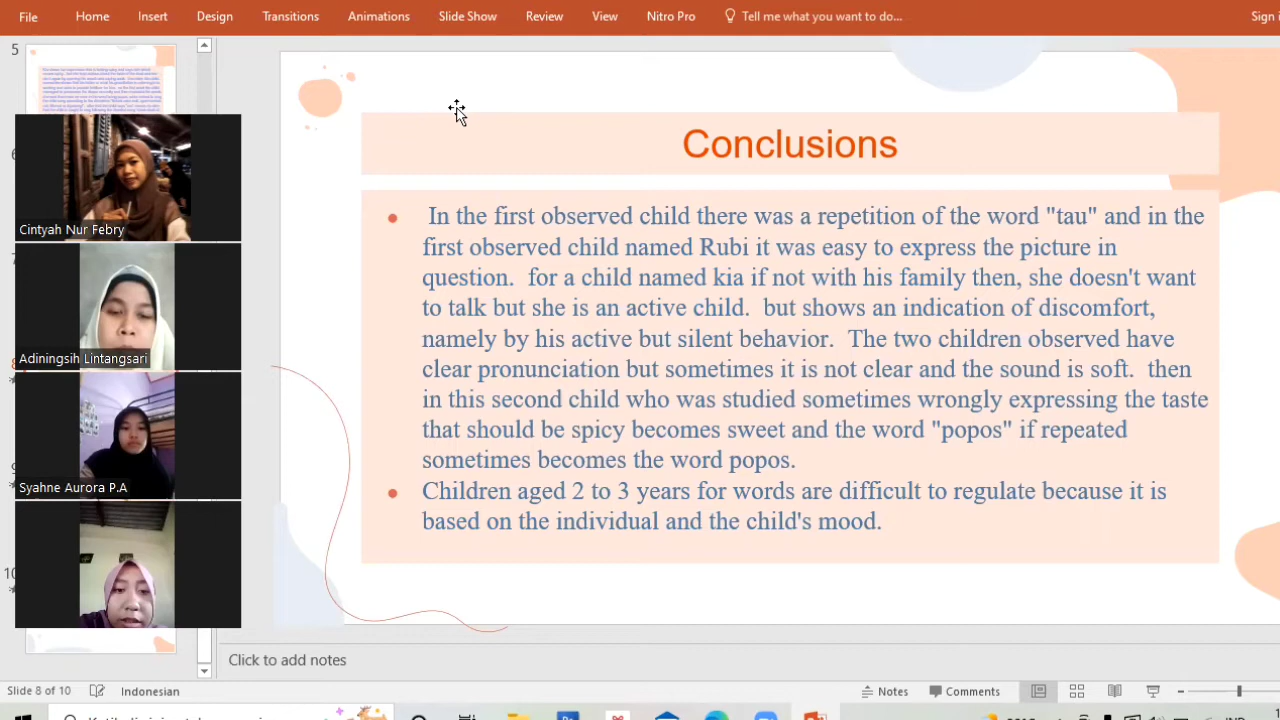 File Home Insert Design Transitions Animations Slide Show Review View Nitro Pro Tell me what you want to do... Sign
5
Cintyah Nur Febry
Adiningsih Lintangsari
Syahne Aurora P.A
10
Conclusions
In the first observed child there was a repetition of the word "tau" and in the
first observed child named Rubi it was easy to express the picture in
question. for a child named kia if not with his family then, she doesn't want
to talk but she is an active child. but shows an indication of discomfort,
namely by his active but silent behavior. The two children observed have
clear pronunciation but sometimes it is not clear and the sound is soft. then
in this second child who was studied sometimes wrongly expressing the taste
that should be spicy becomes sweet and the word "popos" if repeated
sometimes becomes the word popos.
Children aged 2 to 3 years for words are difficult to regulate because it is
based on the individual and the child's mood.
Click to add notes
Slide 8 of 10 Indonesian Notes Comments